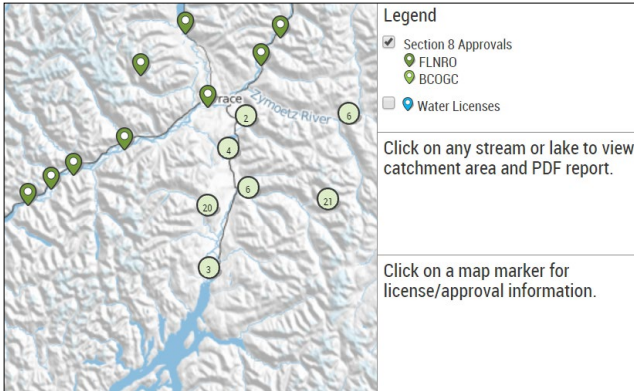 Legend
Section 8 Approvals
FLNRO
BCOGC
Water Licenses
Click on any stream or lake to view
catchment area and PDF report.
Click on a map marker for
license/approval information.
Zymoetz River
2
6
4
6
20
21
3